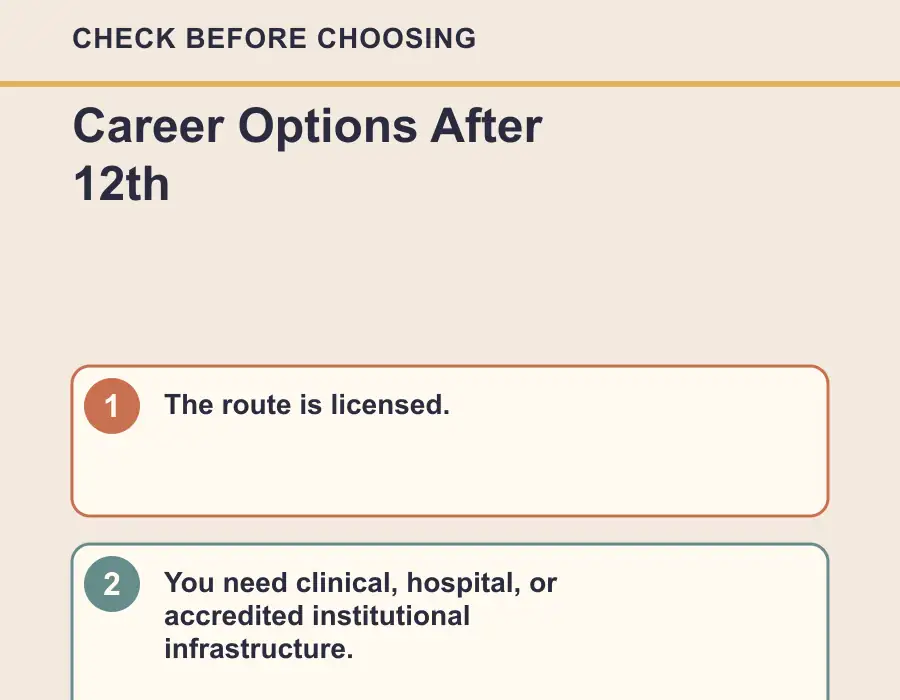 CHECK BEFORE CHOOSING
Career Options After
12th
1
The route is licensed.
2
You need clinical, hospital, or
accredited institutional
infrastructure.